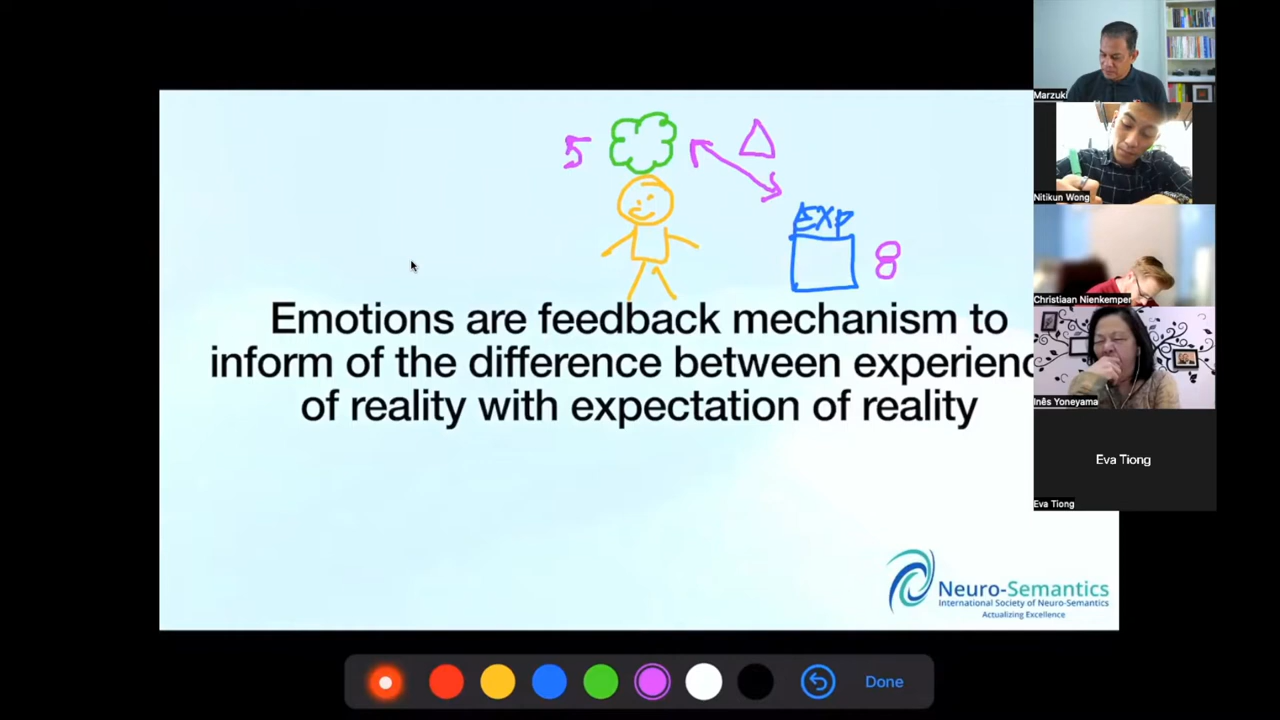 5
Δ
EXP
8
Emotions are feedback mechanism to
inform of the difference between experienc
of reality with expectation of reality
Neuro-Semantics
International Society of Neuro-Semantics
Actualizing Excellence
Marzuki
Nitikun Wong
Christiaan Nienkemper
Inês Yoneyama
Eva Tiong
Eva Tiong
Done